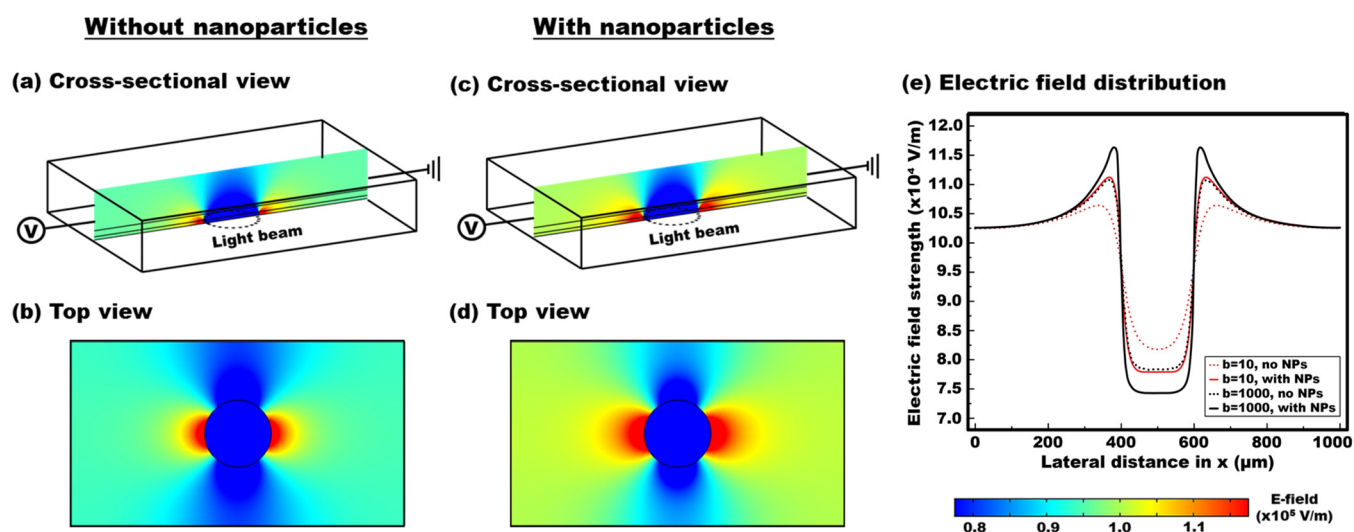 Without nanoparticles
With nanoparticles
(a) Cross-sectional view
(c) Cross-sectional view
(e) Electric field distribution
V
Light beam
V
Light beam
(b) Top view
(d) Top view
Electric field strength (x10⁴ V/m)
12.0
11.5
11.0
10.5
10.0
9.5
9.0
8.5
8.0
7.5
7.0
b=10, no NPs
b=10, with NPs
b=1000, no NPs
b=1000, with NPs
0 200 400 600 800 1000
Lateral distance in x (μm)
E-field
(x10⁵ V/m)
0.8 0.9 1.0 1.1